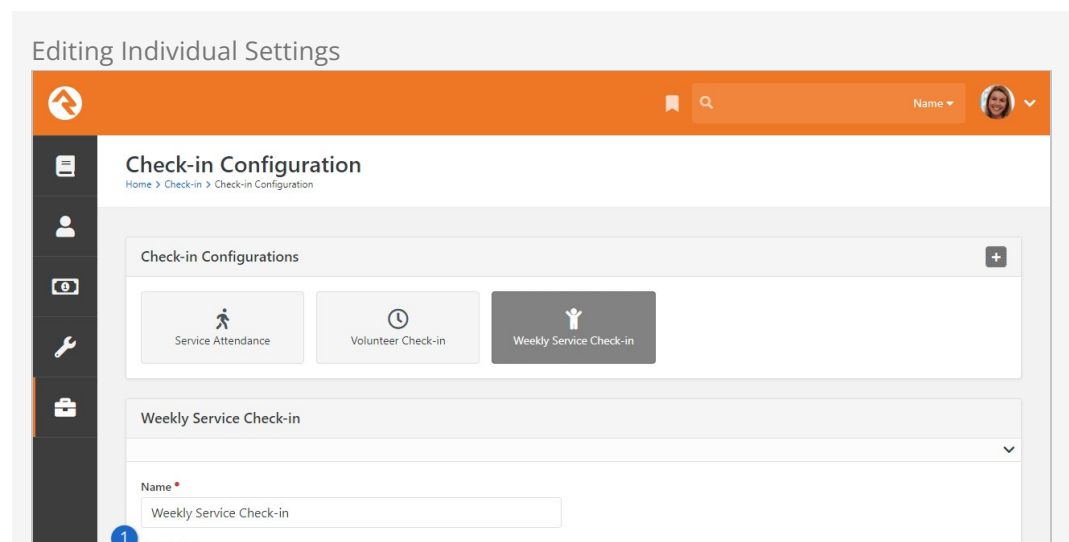 Editing Individual Settings
Name
Check-in Configuration
Home > Check-in > Check-in Configuration
Check-in Configurations
+
Service Attendance
Volunteer Check-in
Weekly Service Check-in
Weekly Service Check-in
Name
Weekly Service Check-in
1